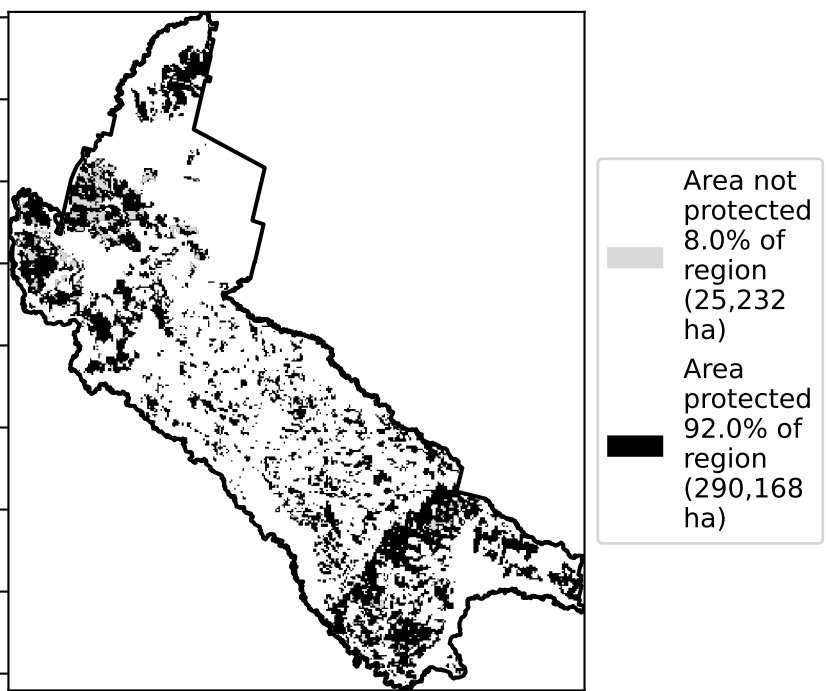 Area not
protected
8.0% of
region
(25,232
ha)
Area
protected
92.0% of
region
(290,168
ha)